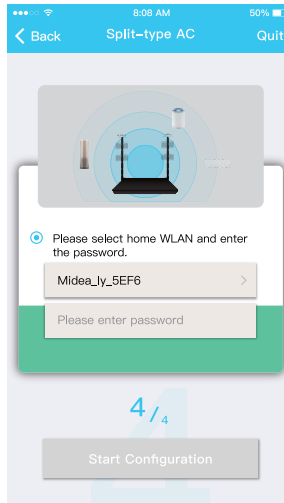 8:08 AM 50%
Back Split-type AC Quit
Please select home WLAN and enter
the password.
Midea_ly_5EF6
Please enter password
4/4
Start Configuration